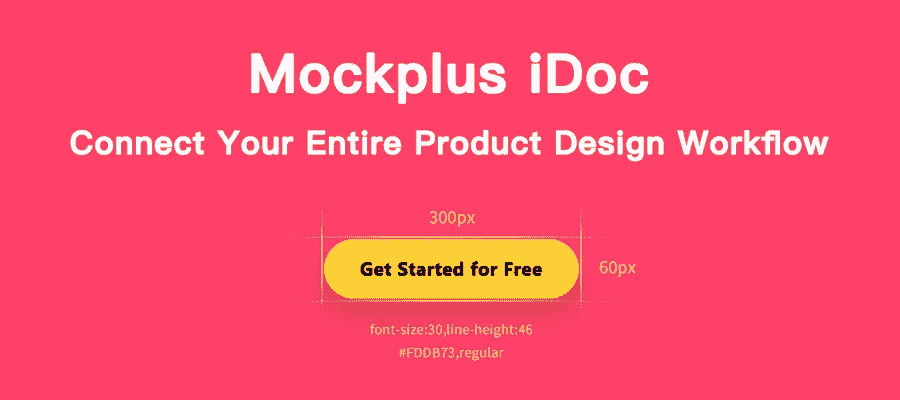 Mockplus iDoc
Connect Your Entire Product Design Workflow
300px
Get Started for Free
60px
font-size:30,line-height:46
#FDDB73,regular